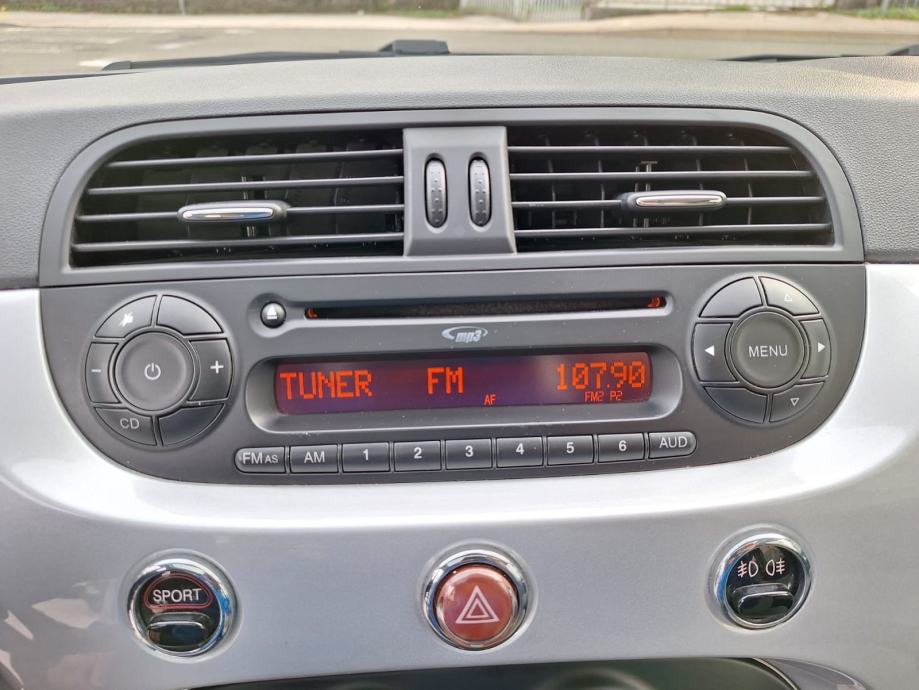 mp3
TUNER FM 107.90
AF FM2 P2
- +
MENU
CD
FM AS AM 1 2 3 4 5 6 AUD
SPORT